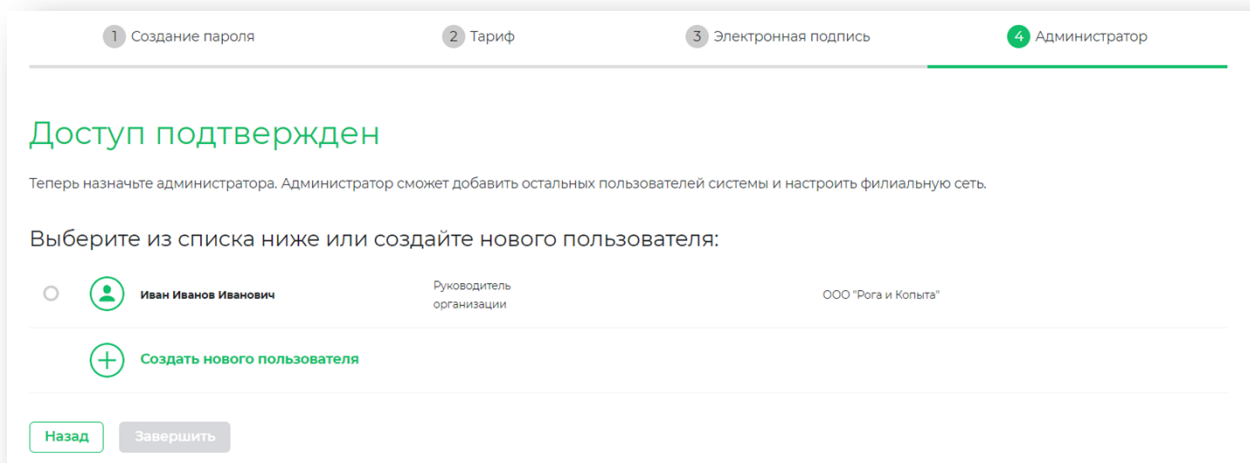 1 Создание пароля
2 Тариф
3 Электронная подпись
4 Администратор
Доступ подтвержден
Теперь назначьте администратора. Администратор сможет добавить остальных пользователей системы и настроить филиальную сеть.
Выберите из списка ниже или создайте нового пользователя:
Иван Иванов Иванович
Руководитель
организации
ООО "Рога и Копыта"
Создать нового пользователя
Назад
Завершить